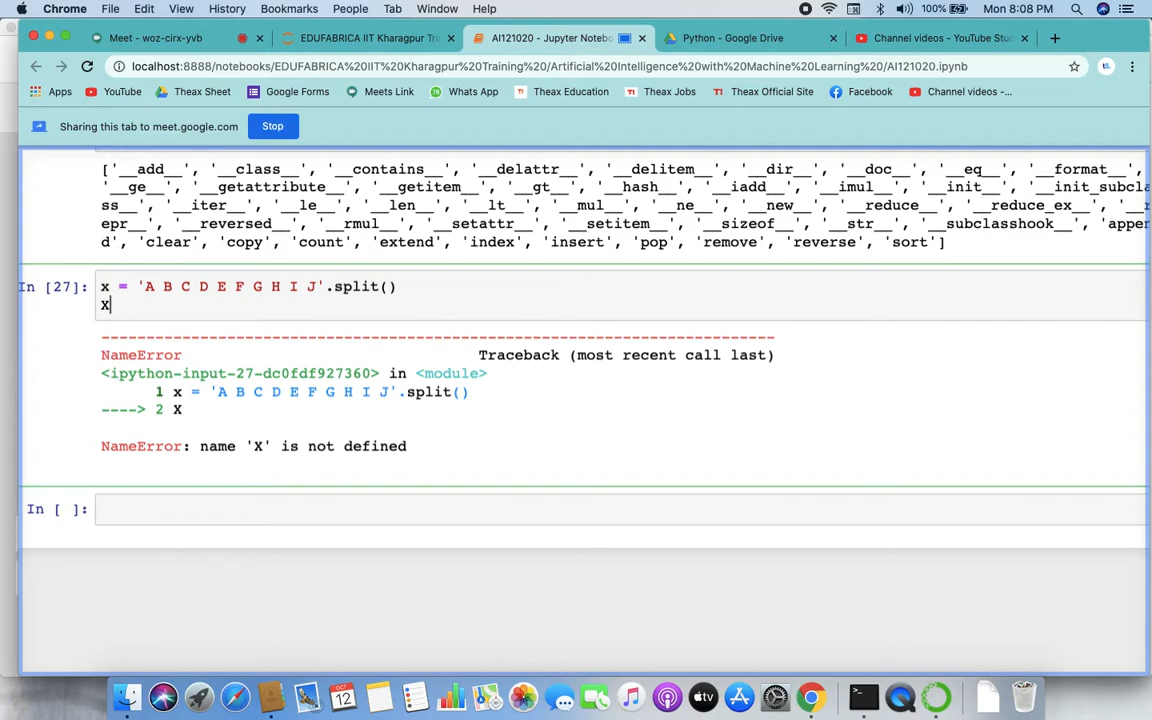 Chrome File Edit View History Bookmarks People Tab Window Help 100% Mon 8:08 PM
Meet - woz-cirx-yvb EDUFABRICA IIT Kharagpur Tra AI121020 - Jupyter Notebo Python - Google Drive Channel videos - YouTube Stu
localhost:8888/notebooks/EDUFABRICA%20IIT%20Kharagpur%20Training%20/Artificial%20Intelligence%20with%20Machine%20Learning%20/AI121020.ipynb
Apps YouTube Theax Sheet Google Forms Meets Link Whats App Theax Education Theax Jobs Theax Official Site Facebook Channel videos -...
Sharing this tab to meet.google.com Stop
['__add__', '__class__', '__contains__', '__delattr__', '__delitem__', '__dir__', '__doc__', '__eq__', '__format__',
'__ge__', '__getattribute__', '__getitem__', '__gt__', '__hash__', '__iadd__', '__imul__', '__init__', '__init_subcla
ss__', '__iter__', '__le__', '__len__', '__lt__', '__mul__', '__ne__', '__new__', '__reduce__', '__reduce_ex__', '__r
epr__', '__reversed__', '__rmul__', '__setattr__', '__setitem__', '__sizeof__', '__str__', '__subclasshook__', 'appen
d', 'clear', 'copy', 'count', 'extend', 'index', 'insert', 'pop', 'remove', 'reverse', 'sort']
In [27]: x = 'A B C D E F G H I J'.split()
X
---------------------------------------------------------------------------
NameError Traceback (most recent call last)
<ipython-input-27-dc0fdf927360> in <module>
1 x = 'A B C D E F G H I J'.split()
----> 2 X
NameError: name 'X' is not defined
In [ ]:
OCT
12
tv